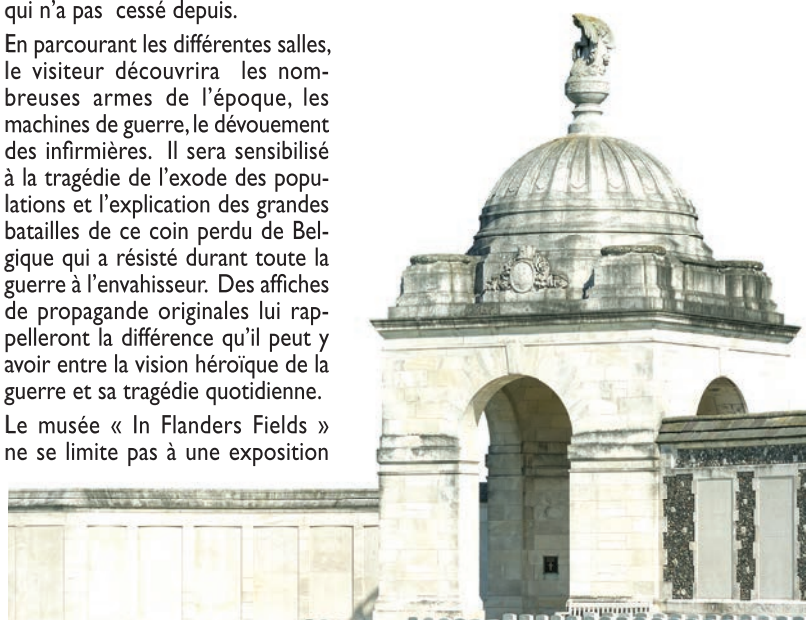 qui n'a pas cessé depuis.
En parcourant les différentes salles,
le visiteur découvrira les nom-
breuses armes de l'époque, les
machines de guerre, le dévouement
des infirmières. Il sera sensibilisé
à la tragédie de l'exode des popu-
lations et l'explication des grandes
batailles de ce coin perdu de Bel-
gique qui a résisté durant toute la
guerre à l'envahisseur. Des affiches
de propagande originales lui rap-
pelleront la différence qu'il peut y
avoir entre la vision héroïque de la
guerre et sa tragédie quotidienne.
Le musée « In Flanders Fields »
ne se limite pas à une exposition